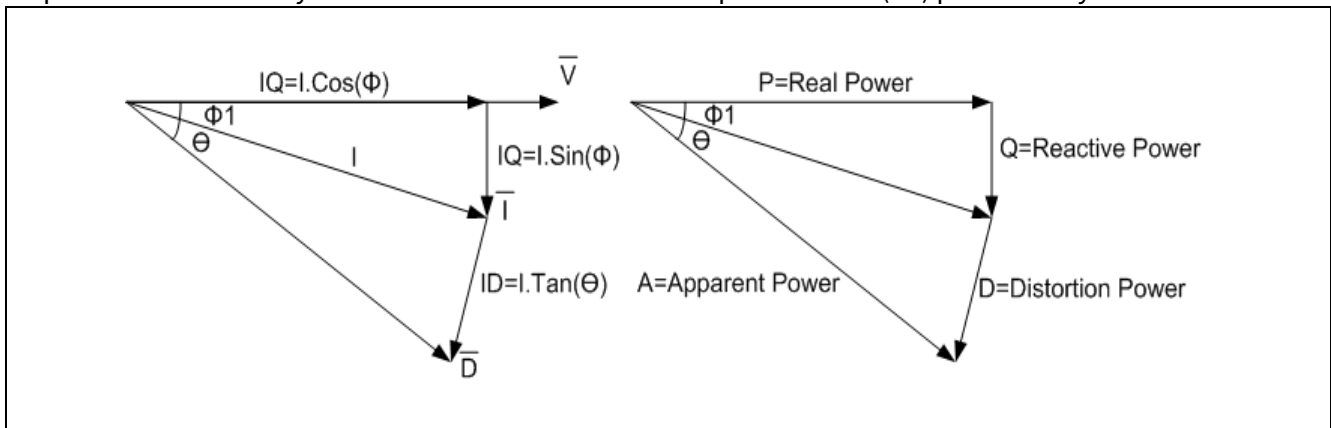 IQ=I.Cos(Φ)
V
Φ1
Ө
I
IQ=I.Sin(Φ)
I
ID=I.Tan(Ө)
D
P=Real Power
Φ1
Ө
Q=Reactive Power
A=Apparent Power
D=Distortion Power